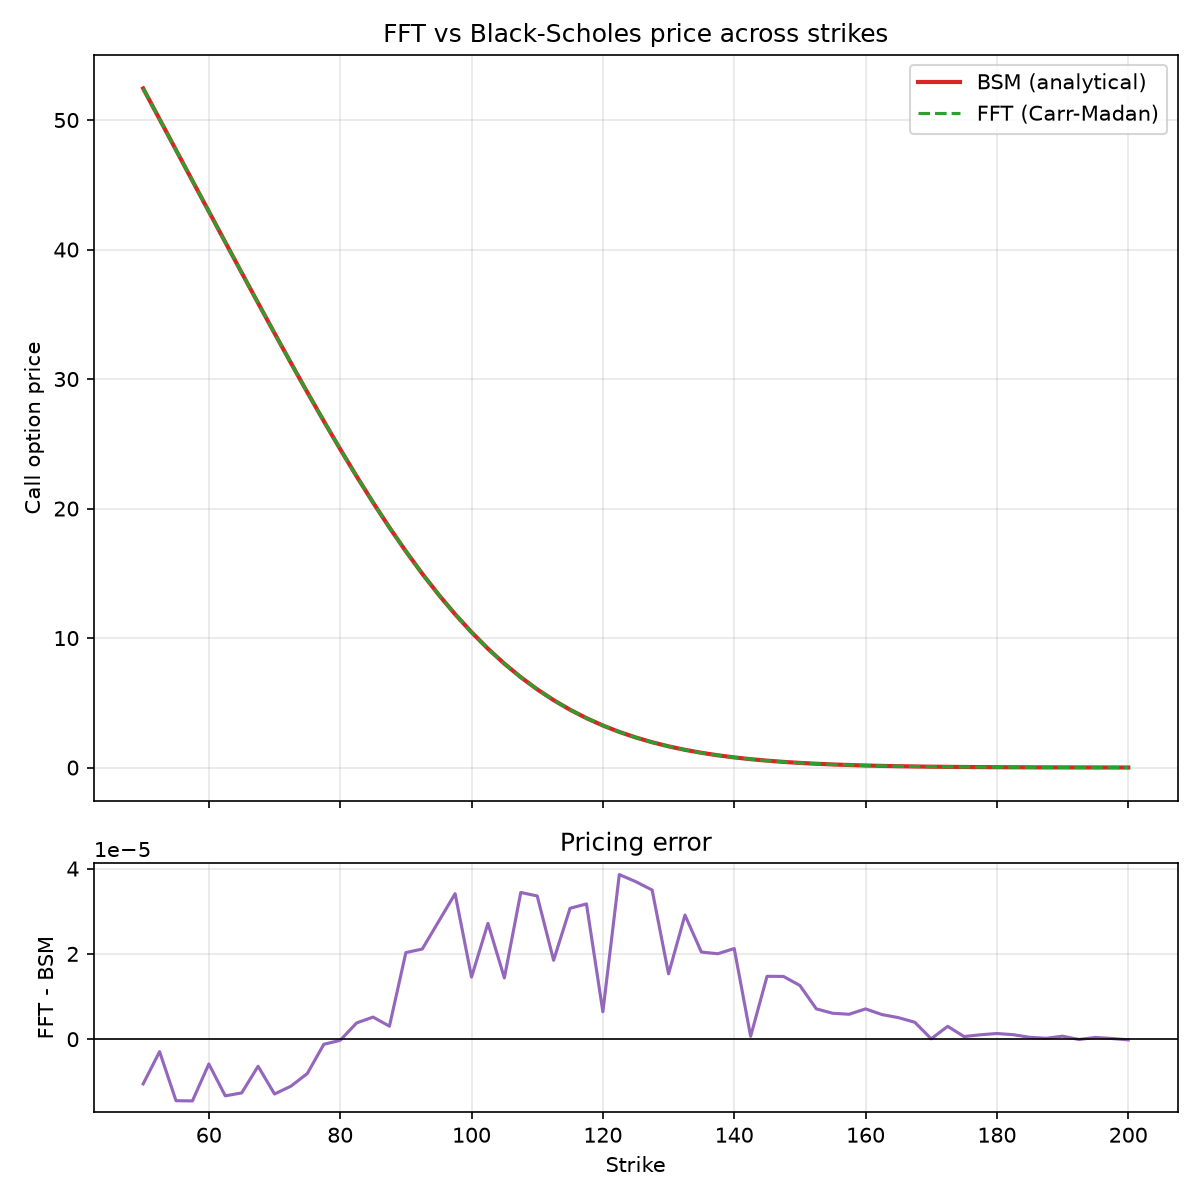 FFT vs Black-Scholes price across strikes
BSM (analytical)
FFT (Carr-Madan)
Call option price
50
40
30
20
10
0
Pricing error
1e−5
FFT - BSM
4
2
0
60 80 100 120 140 160 180 200
Strike